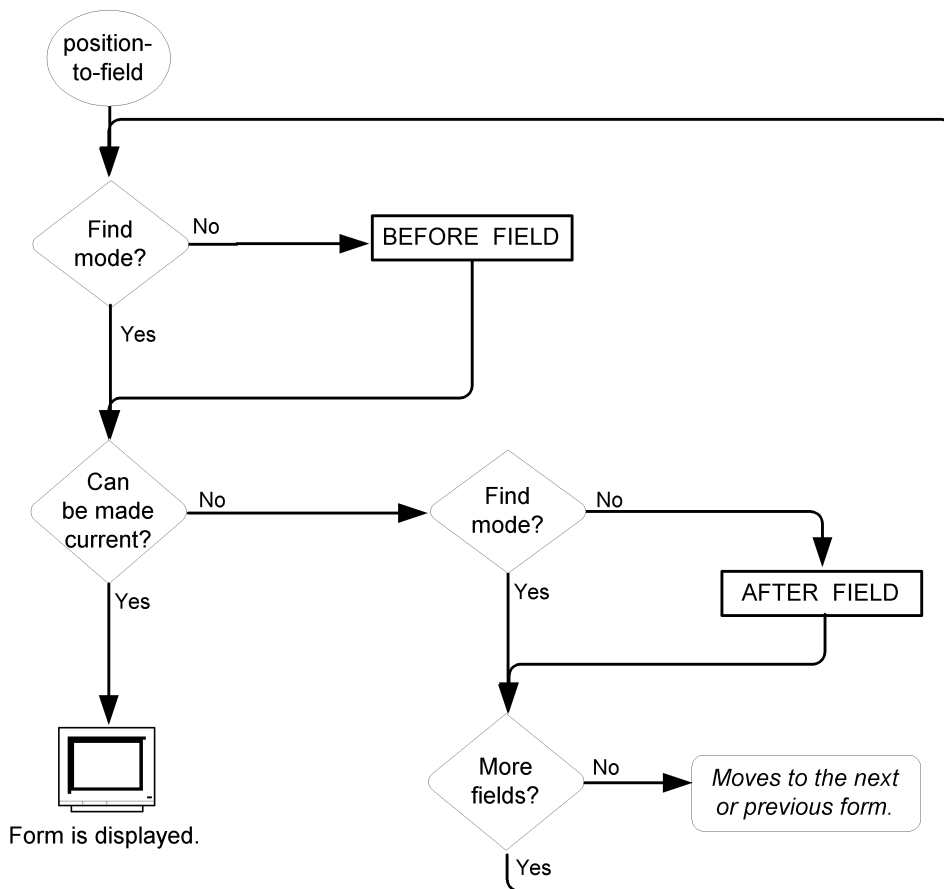 position-
to-field
Find
mode?
No
BEFORE FIELD
Yes
Can
be made
current?
No
Find
mode?
No
Yes
Yes
AFTER FIELD
More
fields?
No
Moves to the next
or previous form.
Form is displayed.
Yes